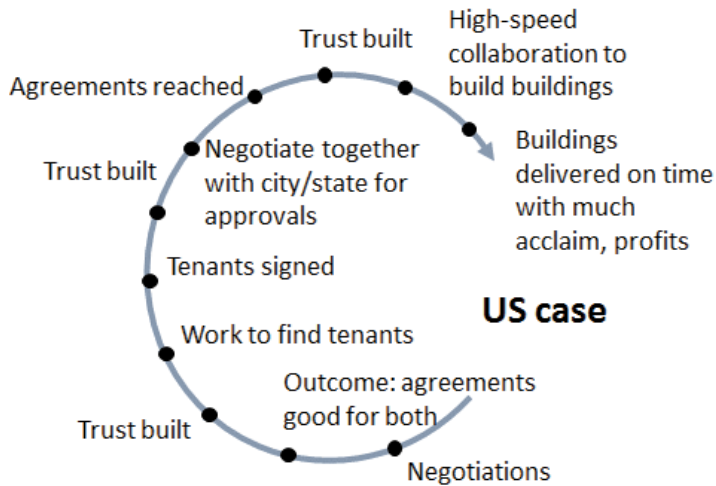 Trust built
High-speed
collaboration to
build buildings
Agreements reached
Buildings
delivered on time
with much
acclaim, profits
Negotiate together
with city/state for
approvals
Trust built
Tenants signed
US case
Work to find tenants
Outcome: agreements
good for both
Trust built
Negotiations